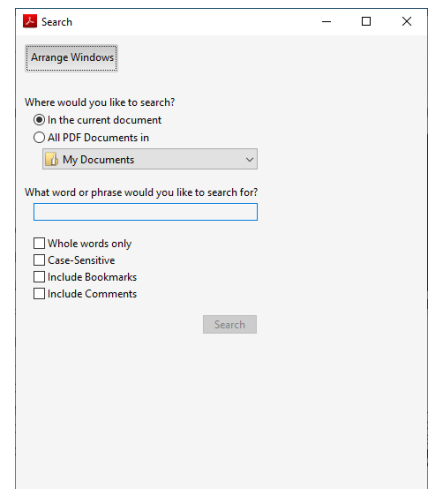 Search
Arrange Windows
Where would you like to search?
In the current document
All PDF Documents in
My Documents
What word or phrase would you like to search for?
Whole words only
Case-Sensitive
Include Bookmarks
Include Comments
Search